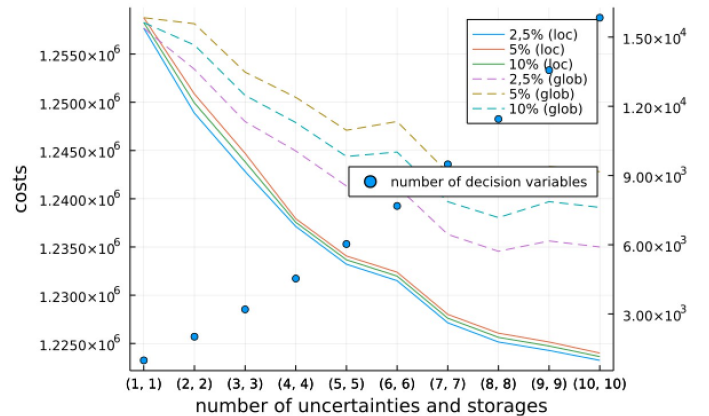 1.2550×10⁶
1.2500×10⁶
1.2450×10⁶
1.2400×10⁶
1.2350×10⁶
1.2300×10⁶
1.2250×10⁶
costs
2,5% (loc)
5% (loc)
10% (loc)
2,5% (glob)
5% (glob)
10% (glob)
number of decision variables
1.50×10⁴
1.20×10⁴
9.00×10³
6.00×10³
3.00×10³
(1, 1) (2, 2) (3, 3) (4, 4) (5, 5) (6, 6) (7, 7) (8, 8) (9, 9) (10, 10)
number of uncertainties and storages